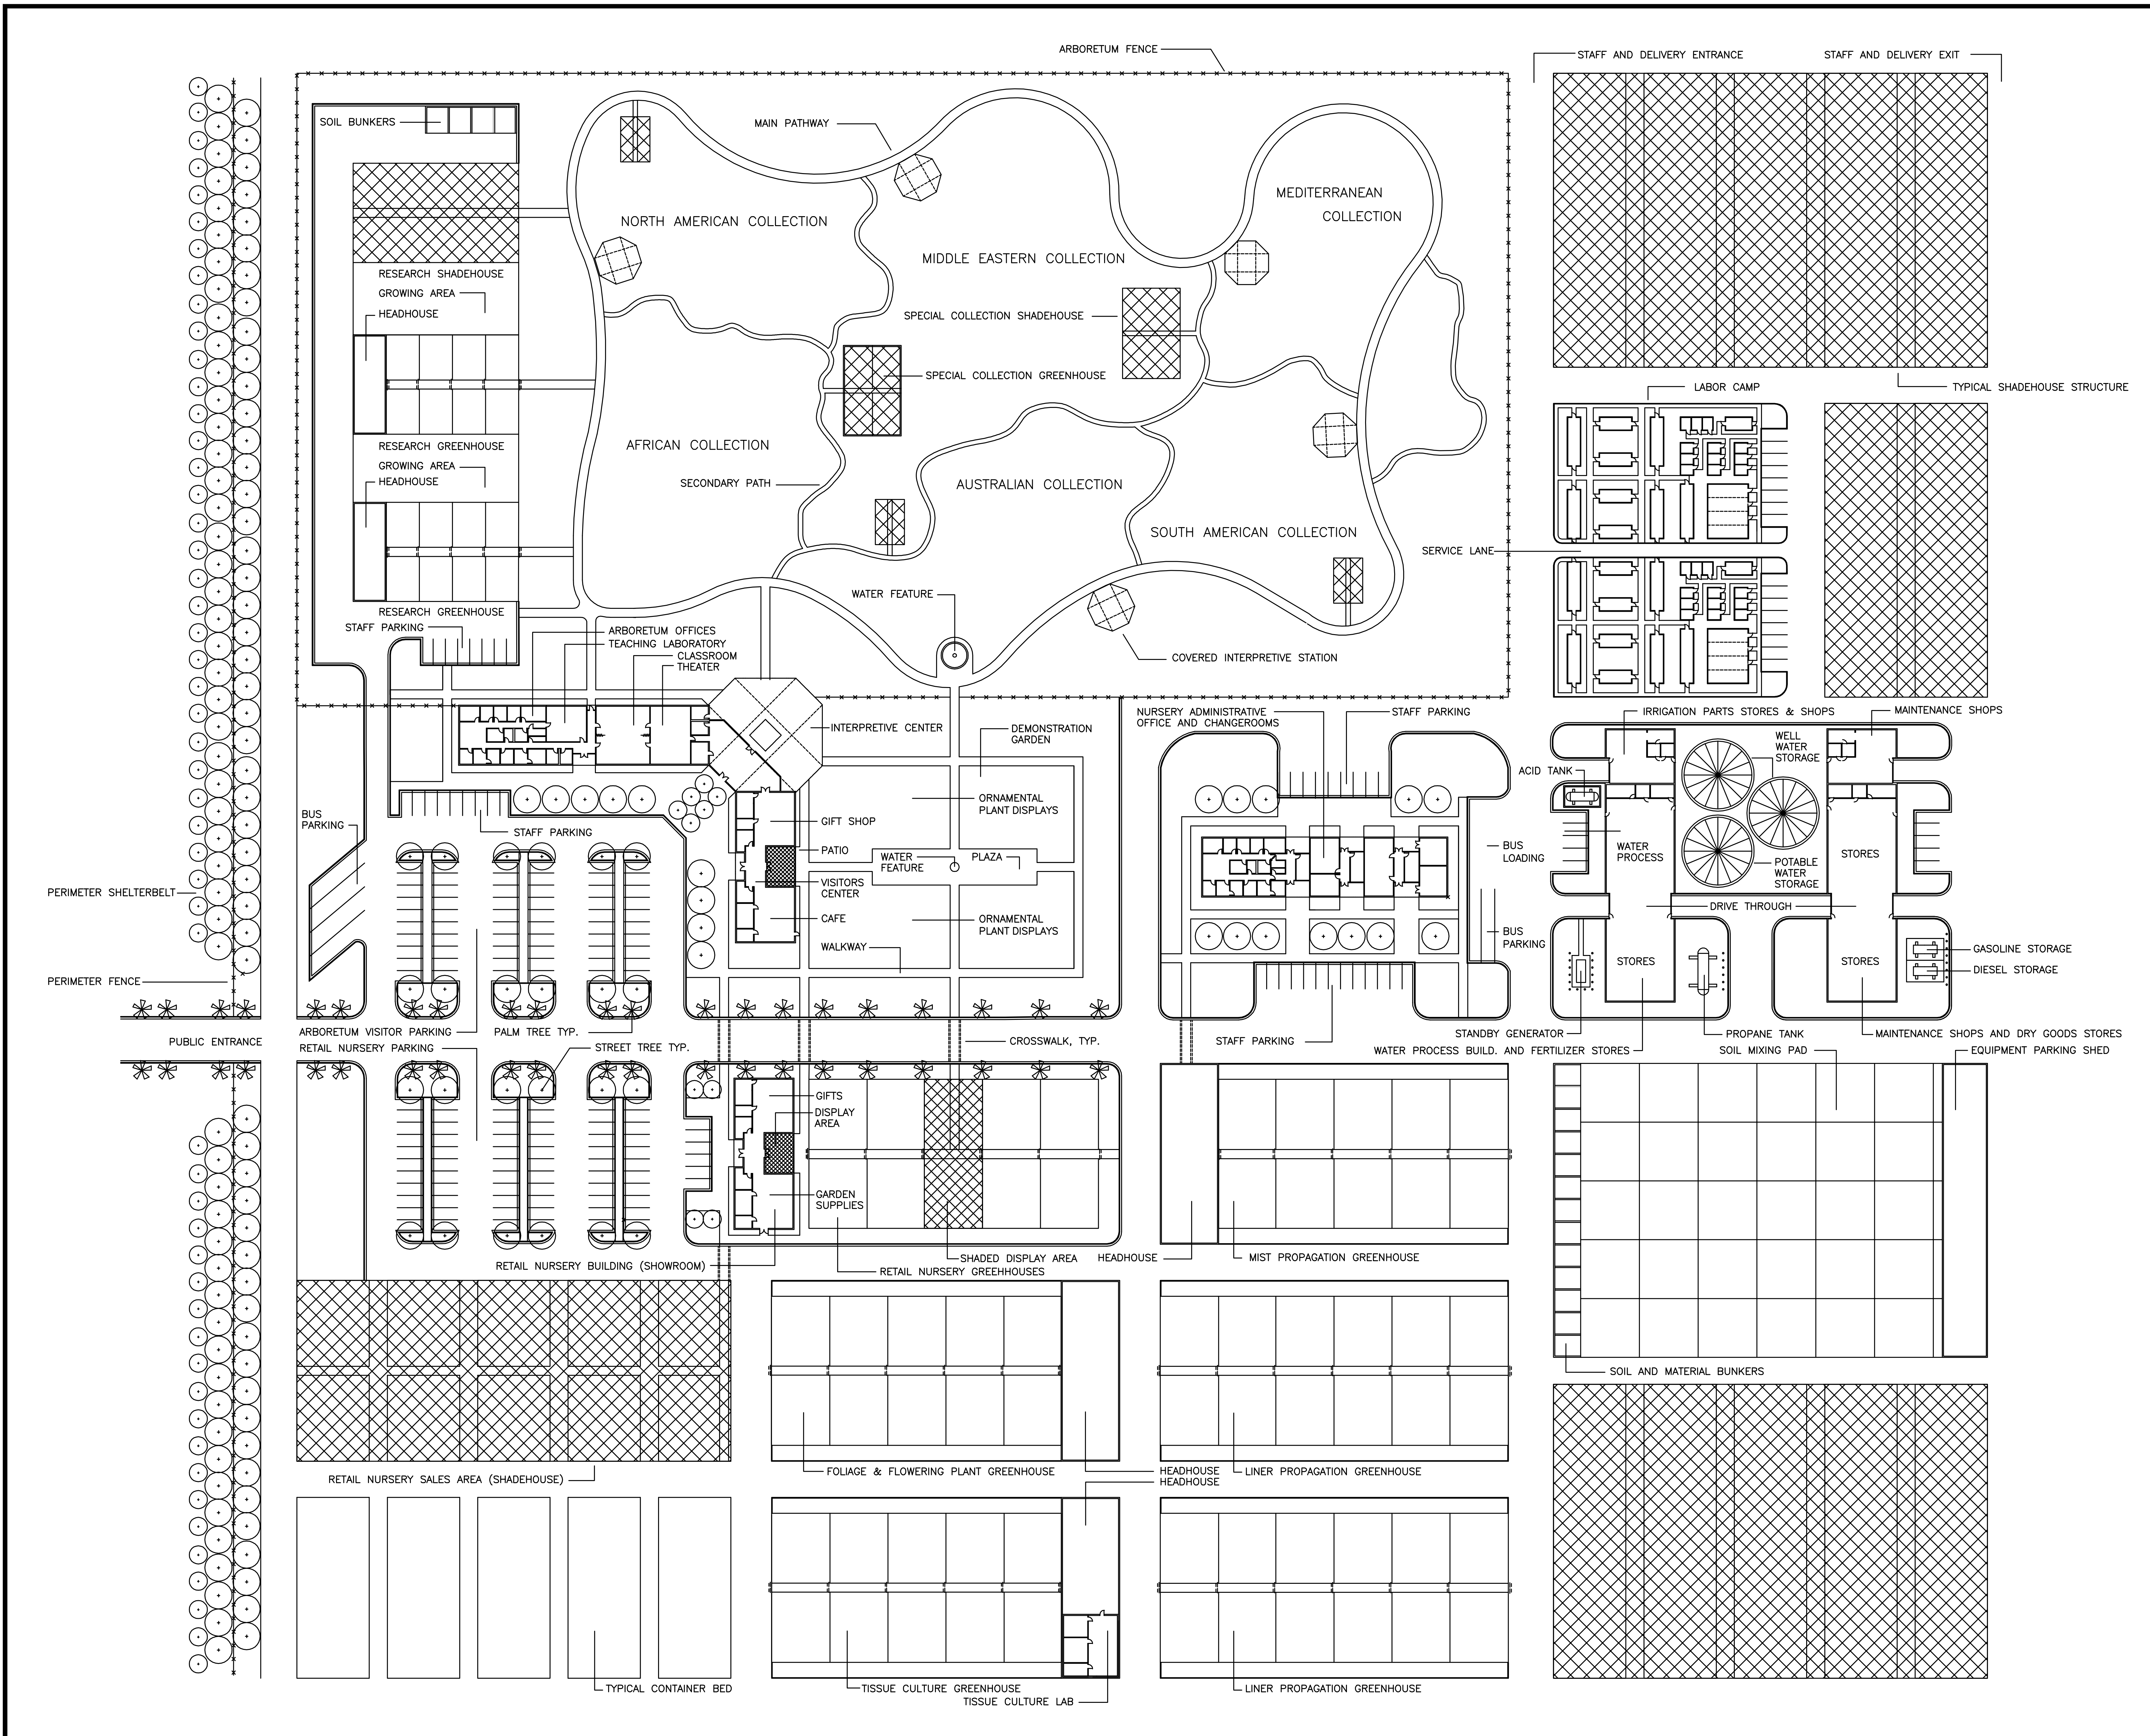 ARBORETUM FENCE
STAFF AND DELIVERY ENTRANCE
STAFF AND DELIVERY EXIT
SOIL BUNKERS
MAIN PATHWAY
MEDITERRANEAN
COLLECTION
NORTH AMERICAN COLLECTION
MIDDLE EASTERN COLLECTION
RESEARCH SHADEHOUSE
GROWING AREA
HEADHOUSE
SPECIAL COLLECTION SHADEHOUSE
SPECIAL COLLECTION GREENHOUSE
LABOR CAMP
TYPICAL SHADEHOUSE STRUCTURE
RESEARCH GREENHOUSE
GROWING AREA
HEADHOUSE
AFRICAN COLLECTION
SECONDARY PATH
AUSTRALIAN COLLECTION
SOUTH AMERICAN COLLECTION
SERVICE LANE
WATER FEATURE
RESEARCH GREENHOUSE
STAFF PARKING
ARBORETUM OFFICES
TEACHING LABORATORY
CLASSROOM
THEATER
COVERED INTERPRETIVE STATION
INTERPRETIVE CENTER
DEMONSTRATION
GARDEN
NURSERY ADMINISTRATIVE
OFFICE AND CHANGEROOMS
STAFF PARKING
IRRIGATION PARTS STORES & SHOPS
MAINTENANCE SHOPS
WELL
WATER
STORAGE
ACID TANK
ORNAMENTAL
PLANT DISPLAYS
BUS
PARKING
STAFF PARKING
GIFT SHOP
PATIO
WATER
FEATURE
PLAZA
BUS
LOADING
WATER
PROCESS
STORES
POTABLE
WATER
STORAGE
VISITORS
CENTER
PERIMETER SHELTERBELT
CAFE
ORNAMENTAL
PLANT DISPLAYS
DRIVE THROUGH
WALKWAY
BUS
PARKING
GASOLINE STORAGE
STORES
STORES
DIESEL STORAGE
PERIMETER FENCE
ARBORETUM VISITOR PARKING
PALM TREE TYP.
STANDBY GENERATOR
PROPANE TANK
MAINTENANCE SHOPS AND DRY GOODS STORES
PUBLIC ENTRANCE
RETAIL NURSERY PARKING
STREET TREE TYP.
CROSSWALK, TYP.
STAFF PARKING
WATER PROCESS BUILD. AND FERTILIZER STORES
SOIL MIXING PAD
EQUIPMENT PARKING SHED
GIFTS
DISPLAY
AREA
GARDEN
SUPPLIES
RETAIL NURSERY BUILDING (SHOWROOM)
SHADED DISPLAY AREA
HEADHOUSE
MIST PROPAGATION GREENHOUSE
RETAIL NURSERY GREHHOUSES
SOIL AND MATERIAL BUNKERS
RETAIL NURSERY SALES AREA (SHADEHOUSE)
FOLIAGE & FLOWERING PLANT GREENHOUSE
HEADHOUSE
HEADHOUSE
LINER PROPAGATION GREENHOUSE
TYPICAL CONTAINER BED
TISSUE CULTURE GREENHOUSE
TISSUE CULTURE LAB
LINER PROPAGATION GREENHOUSE